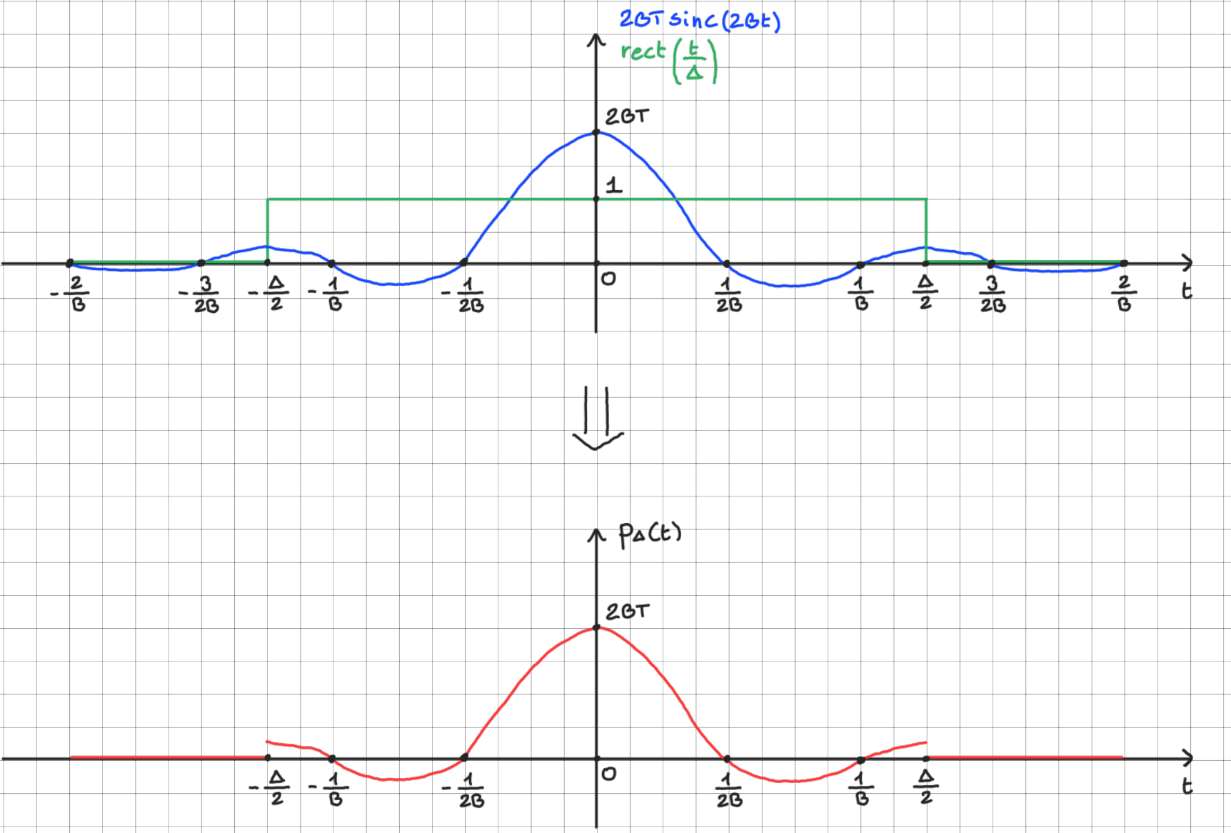 2BT sinc(2Bt)
rect(t/Δ)
2BT
1
-2/B -3/2B -Δ/2 -1/B -1/2B 0 1/2B 1/B Δ/2 3/2B 2/B t
pΔ(t)
2BT
-Δ/2 -1/B -1/2B 0 1/2B 1/B Δ/2 t